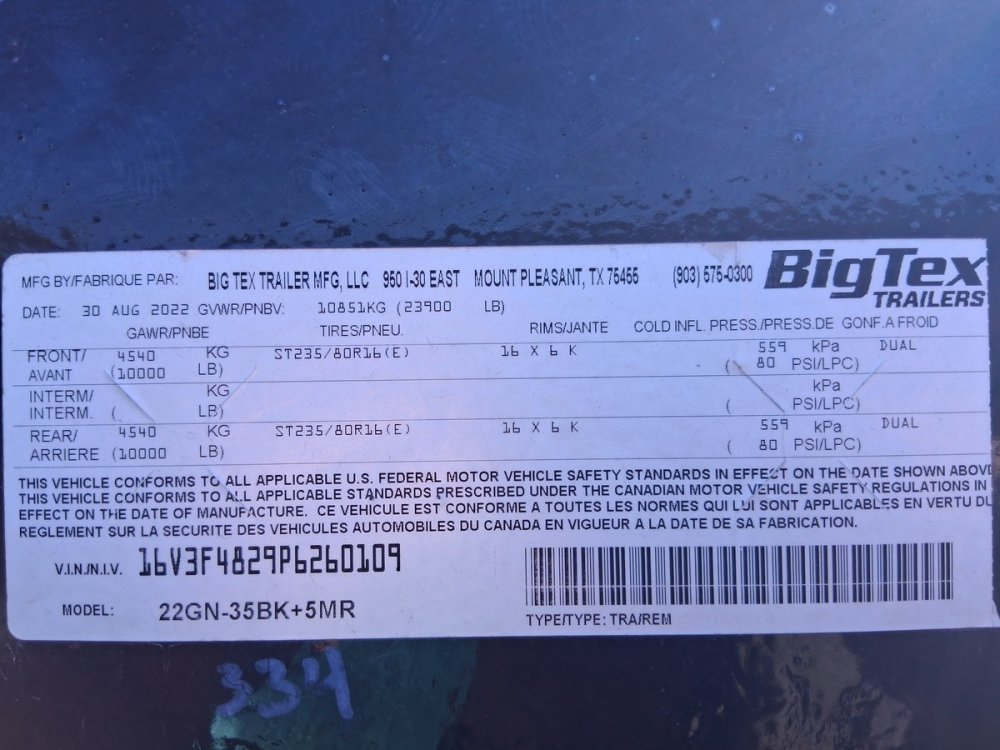 MFG BY/FABRIQUE PAR: BIG TEX TRAILER MFG, LLC 950 I-30 EAST MOUNT PLEASANT, TX 75455 (903) 575-0300
BigTex
TRAILERS
DATE: 30 AUG 2022 GVWR/PNBV: 10851KG (23900 LB)
GAWR/PNBE TIRES/PNEU. RIMS/JANTE COLD INFL. PRESS./PRESS.DE GONF.A FROID
FRONT/ 4540 KG ST235/80R16(E) 16 X 6 K 559 kPa DUAL
AVANT (10000 LB) ( 80 PSI/LPC)
INTERM/ KG kPa
INTERM. ( LB) ( PSI/LPC)
REAR/ 4540 KG ST235/80R16(E) 16 X 6 K 559 kPa DUAL
ARRIERE (10000 LB) ( 80 PSI/LPC)
THIS VEHICLE CONFORMS TO ALL APPLICABLE U.S. FEDERAL MOTOR VEHICLE SAFETY STANDARDS IN EFFECT ON THE DATE SHOWN ABOVE
THIS VEHICLE CONFORMS TO ALL APPLICABLE STANDARDS PRESCRIBED UNDER THE CANADIAN MOTOR VEHICLE SAFETY REGULATIONS IN
EFFECT ON THE DATE OF MANUFACTURE. CE VEHICULE EST CONFORME A TOUTES LES NORMES QUI LUI SONT APPLICABLES EN VERTU DU
REGLEMENT SUR LA SECURITE DES VEHICULES AUTOMOBILES DU CANADA EN VIGUEUR A LA DATE DE SA FABRICATION.
V.I.N./N.I.V. 16V3F4829P6260109
MODEL: 22GN-35BK+5MR
TYPE/TYPE: TRA/REM
334